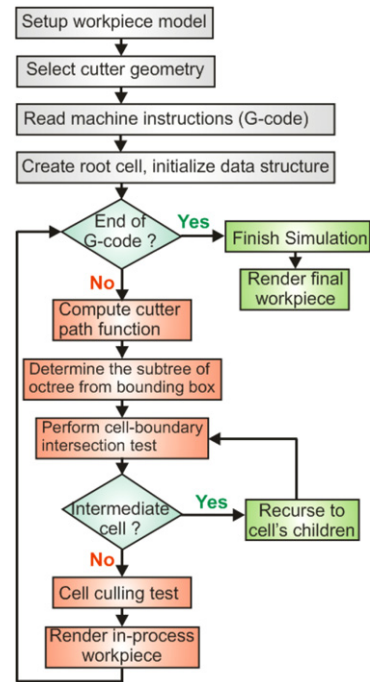 Setup workpiece model
Select cutter geometry
Read machine instructions (G-code)
Create root cell, initialize data structure
End of
G-code ?
Yes
Finish Simulation
Render final
workpiece
No
Compute cutter
path function
Determine the subtree of
octree from bounding box
Perform cell-boundary
intersection test
Intermediate
cell ?
Yes
Recurse to
cell's children
No
Cell culling test
Render in-process
workpiece